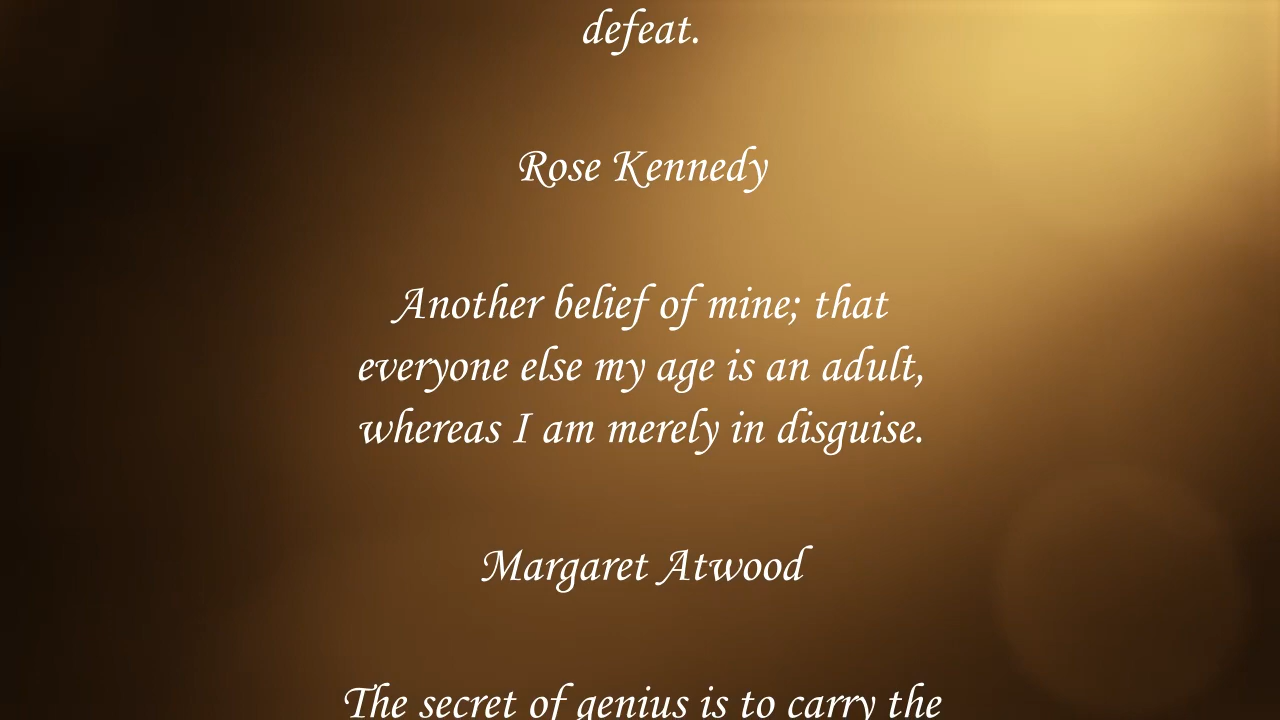 defeat.
Rose Kennedy
Another belief of mine; that
everyone else my age is an adult,
whereas I am merely in disguise.
Margaret Atwood
The secret of genius is to carry the